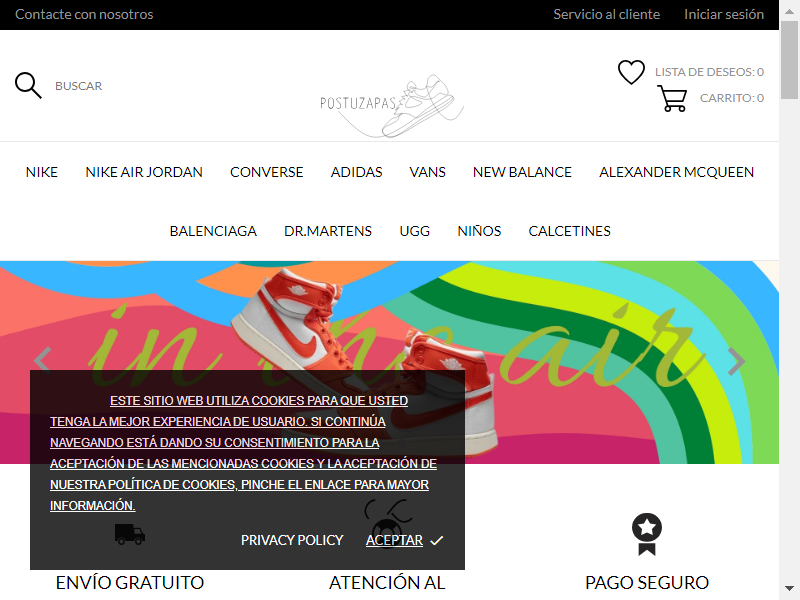 Contacte con nosotros
Servicio al cliente
Iniciar sesión
BUSCAR
POSTUZAPAS
LISTA DE DESEOS: 0
CARRITO: 0
NIKE
NIKE AIR JORDAN
CONVERSE
ADIDAS
VANS
NEW BALANCE
ALEXANDER MCQUEEN
BALENCIAGA
DR.MARTENS
UGG
NIÑOS
CALCETINES
in the air
ESTE SITIO WEB UTILIZA COOKIES PARA QUE USTED
TENGA LA MEJOR EXPERIENCIA DE USUARIO. SI CONTINÚA
NAVEGANDO ESTÁ DANDO SU CONSENTIMIENTO PARA LA
ACEPTACIÓN DE LAS MENCIONADAS COOKIES Y LA ACEPTACIÓN DE
NUESTRA POLÍTICA DE COOKIES, PINCHE EL ENLACE PARA MAYOR
INFORMACIÓN.
PRIVACY POLICY
ACEPTAR
ENVÍO GRATUITO
ATENCIÓN AL
PAGO SEGURO